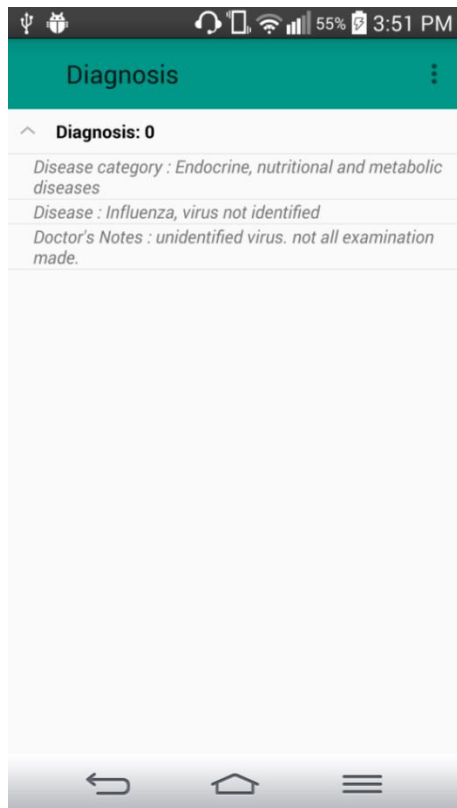 55% 3:51 PM
Diagnosis
Diagnosis: 0
Disease category : Endocrine, nutritional and metabolic
diseases
Disease : Influenza, virus not identified
Doctor's Notes : unidentified virus. not all examination
made.